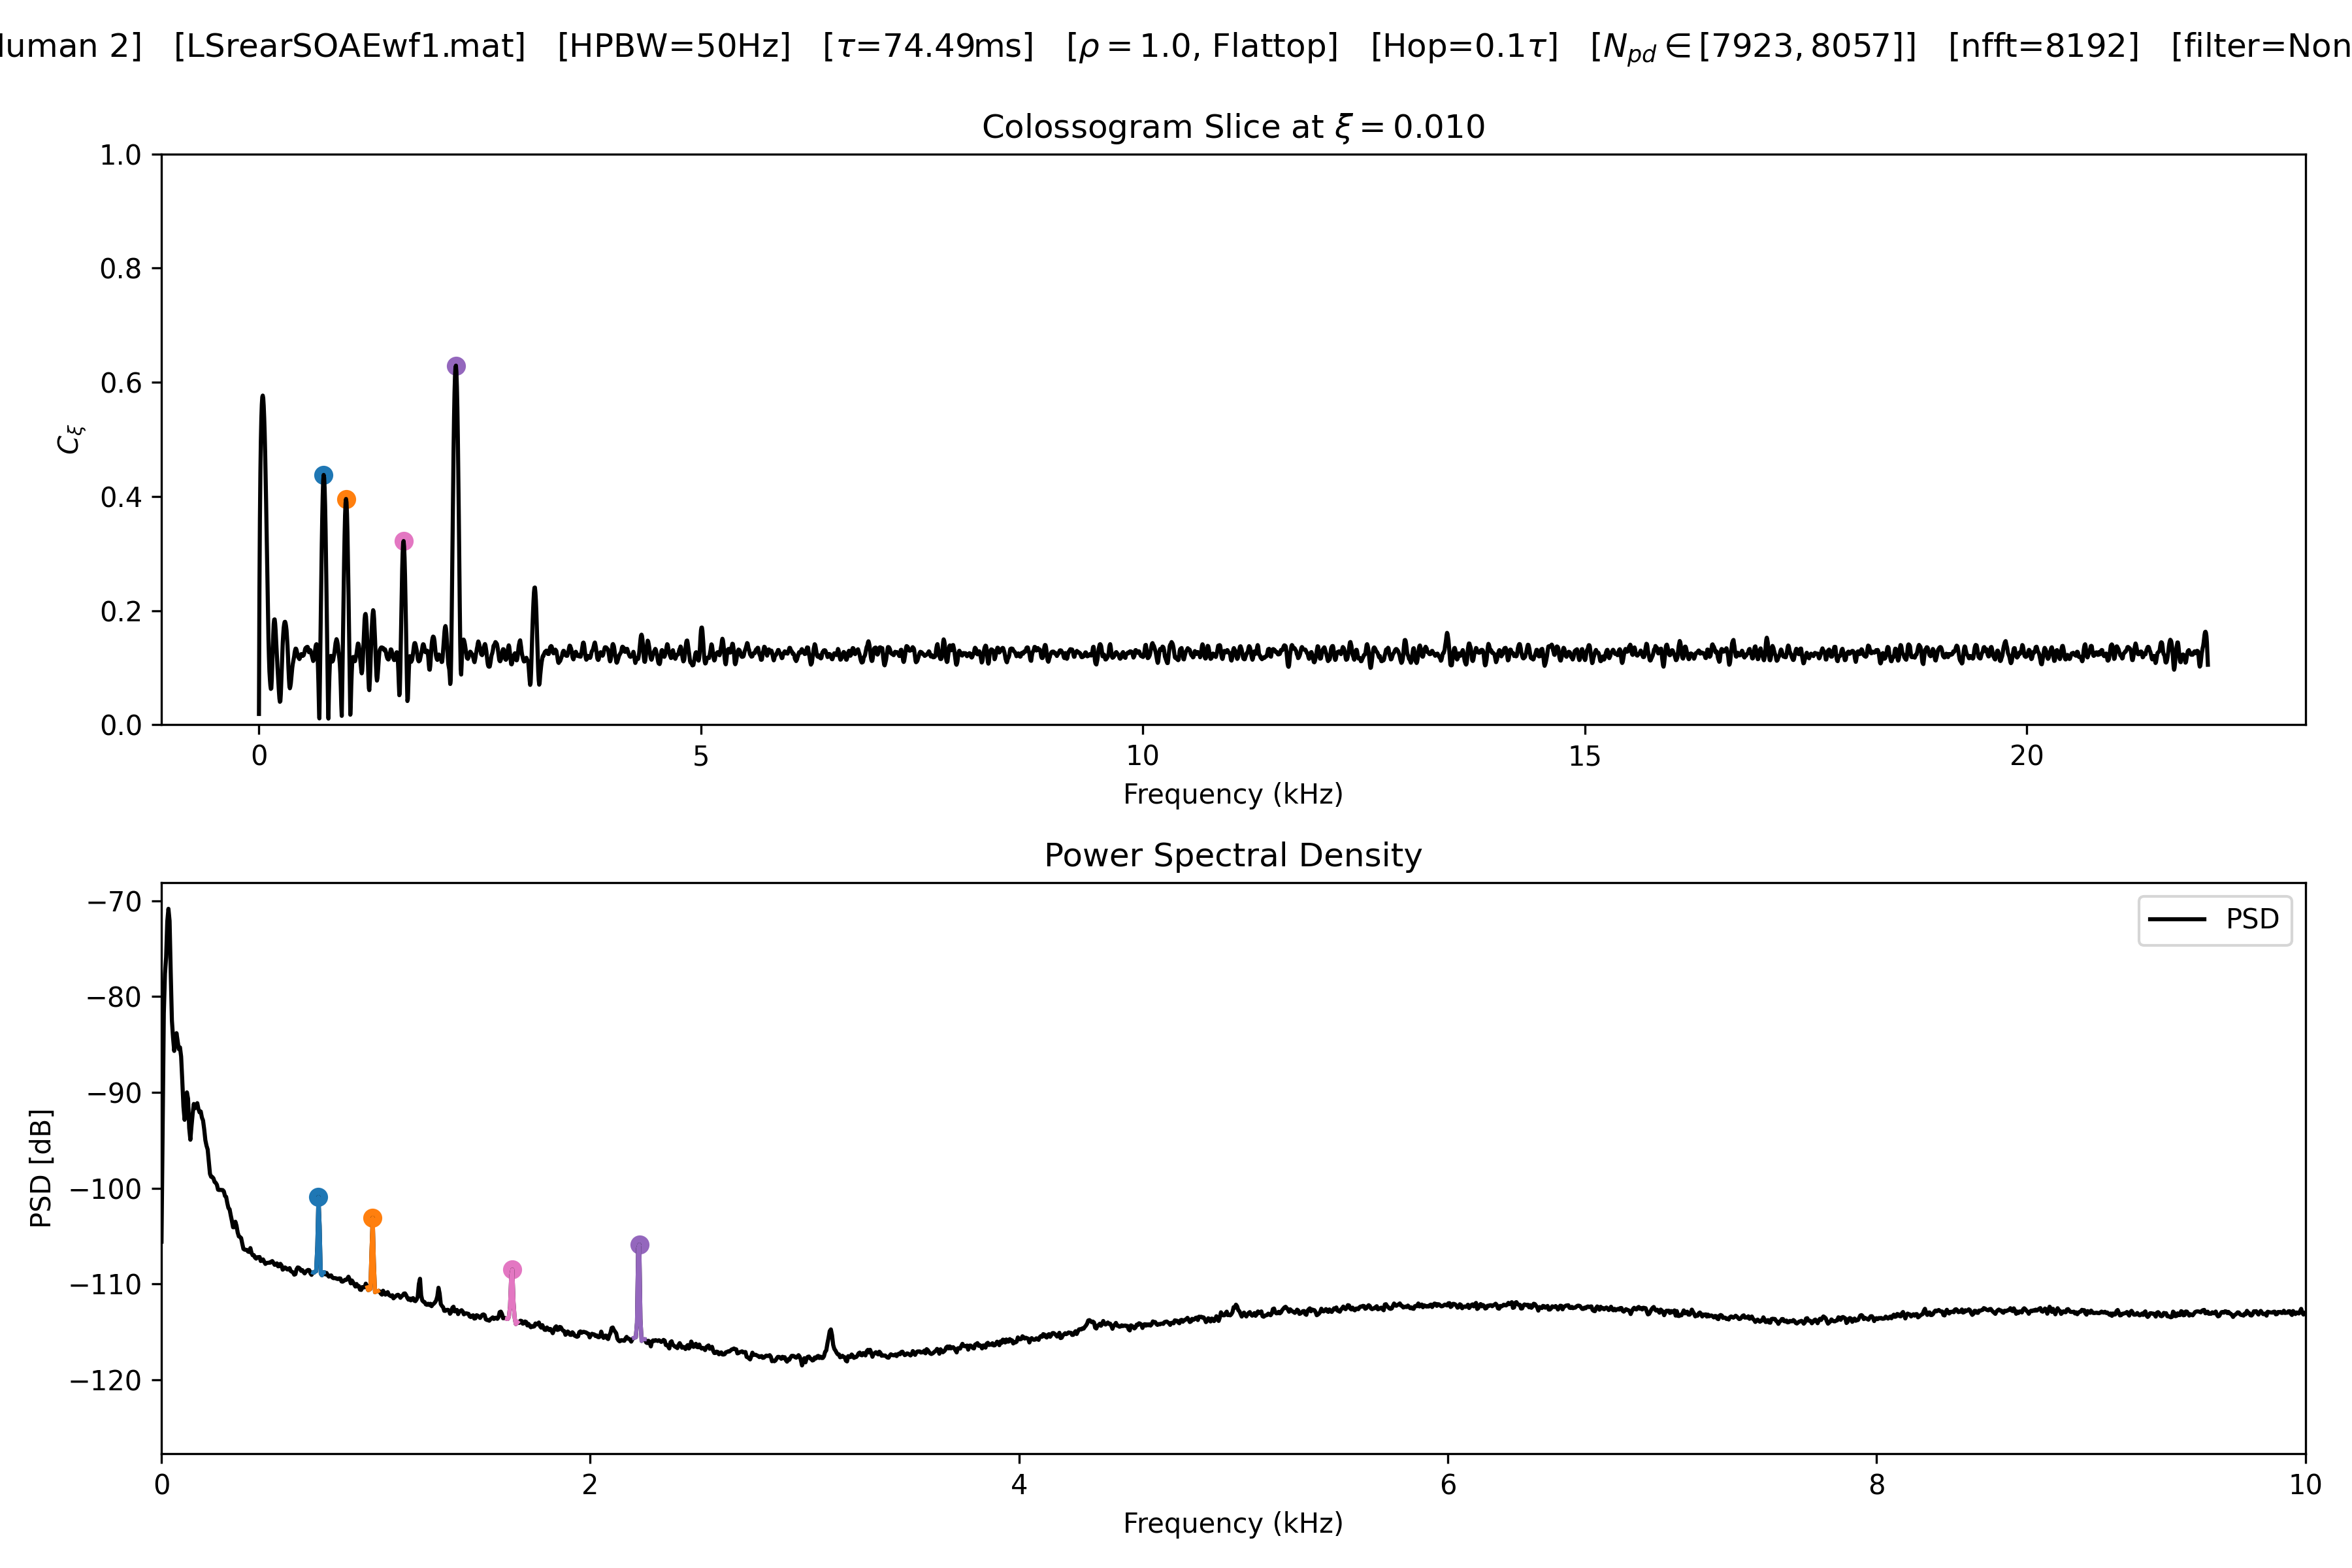 uman 2] [LSrearSOAEwf1.mat] [HPBW=50Hz] [τ=74.49ms] [ρ = 1.0, Flattop] [Hop=0.1τ] [N_pd ∈ [7923, 8057]] [nfft=8192] [filter=Non
Colossogram Slice at ξ = 0.010
1.0
0.8
0.6
0.4
0.2
0.0
C_ξ
0 5 10 15 20
Frequency (kHz)
Power Spectral Density
PSD
−70
−80
−90
−100
−110
−120
PSD [dB]
0 2 4 6 8 10
Frequency (kHz)